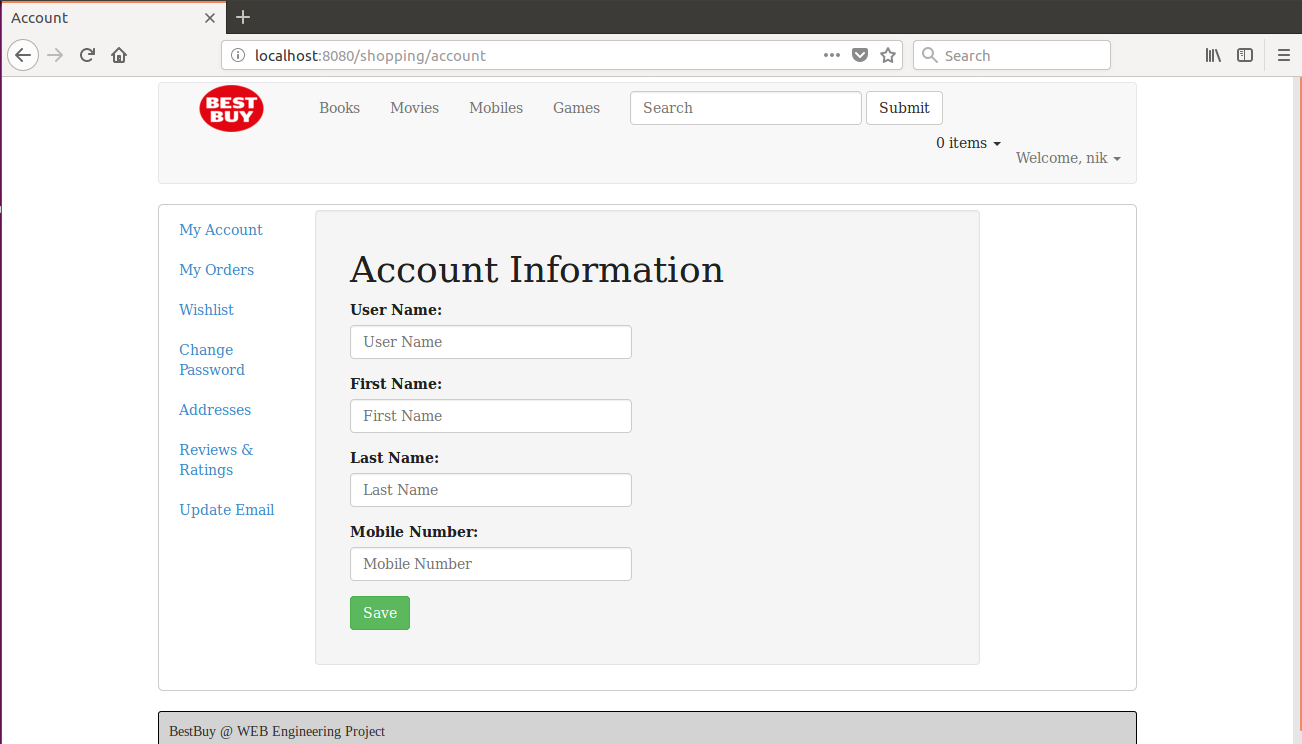 Account
localhost:8080/shopping/account
Search
BEST
BUY
Books Movies Mobiles Games Search Submit
0 items
Welcome, nik
My Account
My Orders
Wishlist
Change
Password
Addresses
Reviews &
Ratings
Update Email
Account Information
User Name:
User Name
First Name:
First Name
Last Name:
Last Name
Mobile Number:
Mobile Number
Save
BestBuy @ WEB Engineering Project